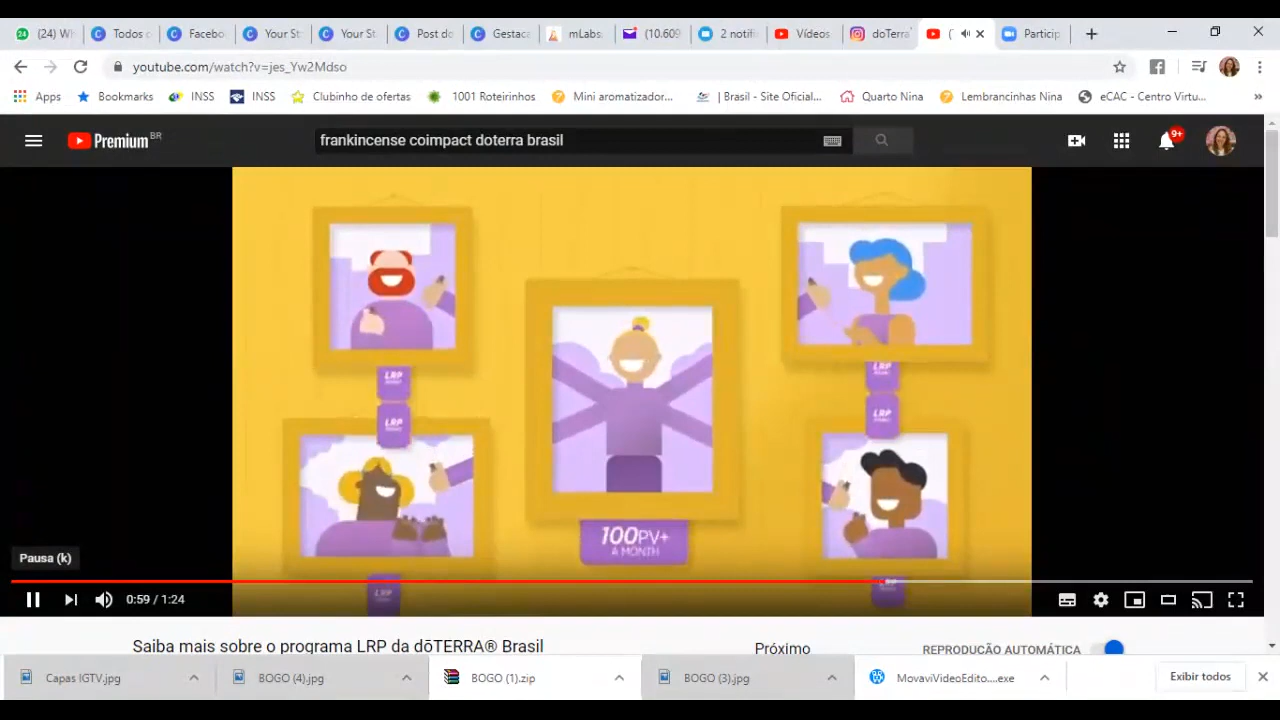 (24) Wh
Todos o
Facebo
Your St
Your St
Post do
Gestaca
mLabs
(10.609
2 notifi
Vídeos
doTerra
(
Particip
youtube.com/watch?v=jes_Yw2Mdso
Apps
Bookmarks
INSS
INSS
Clubinho de ofertas
1001 Roteirinhos
Mini aromatizador...
| Brasil - Site Oficial...
Quarto Nina
Lembrancinhas Nina
eCAC - Centro Virtu...
»
Premium BR
frankincense coimpact doterra brasil
9+
LRP
LRP
LRP
LRP
100PV+
A MONTH
LRP
LRP
Pausa (k)
0:59 / 1:24
Saiba mais sobre o programa LRP da dōTERRA® Brasil
Próximo
REPRODUÇÃO AUTOMÁTICA
Capas IGTV.jpg
BOGO (4).jpg
BOGO (1).zip
BOGO (3).jpg
MovaviVideoEdito....exe
Exibir todos